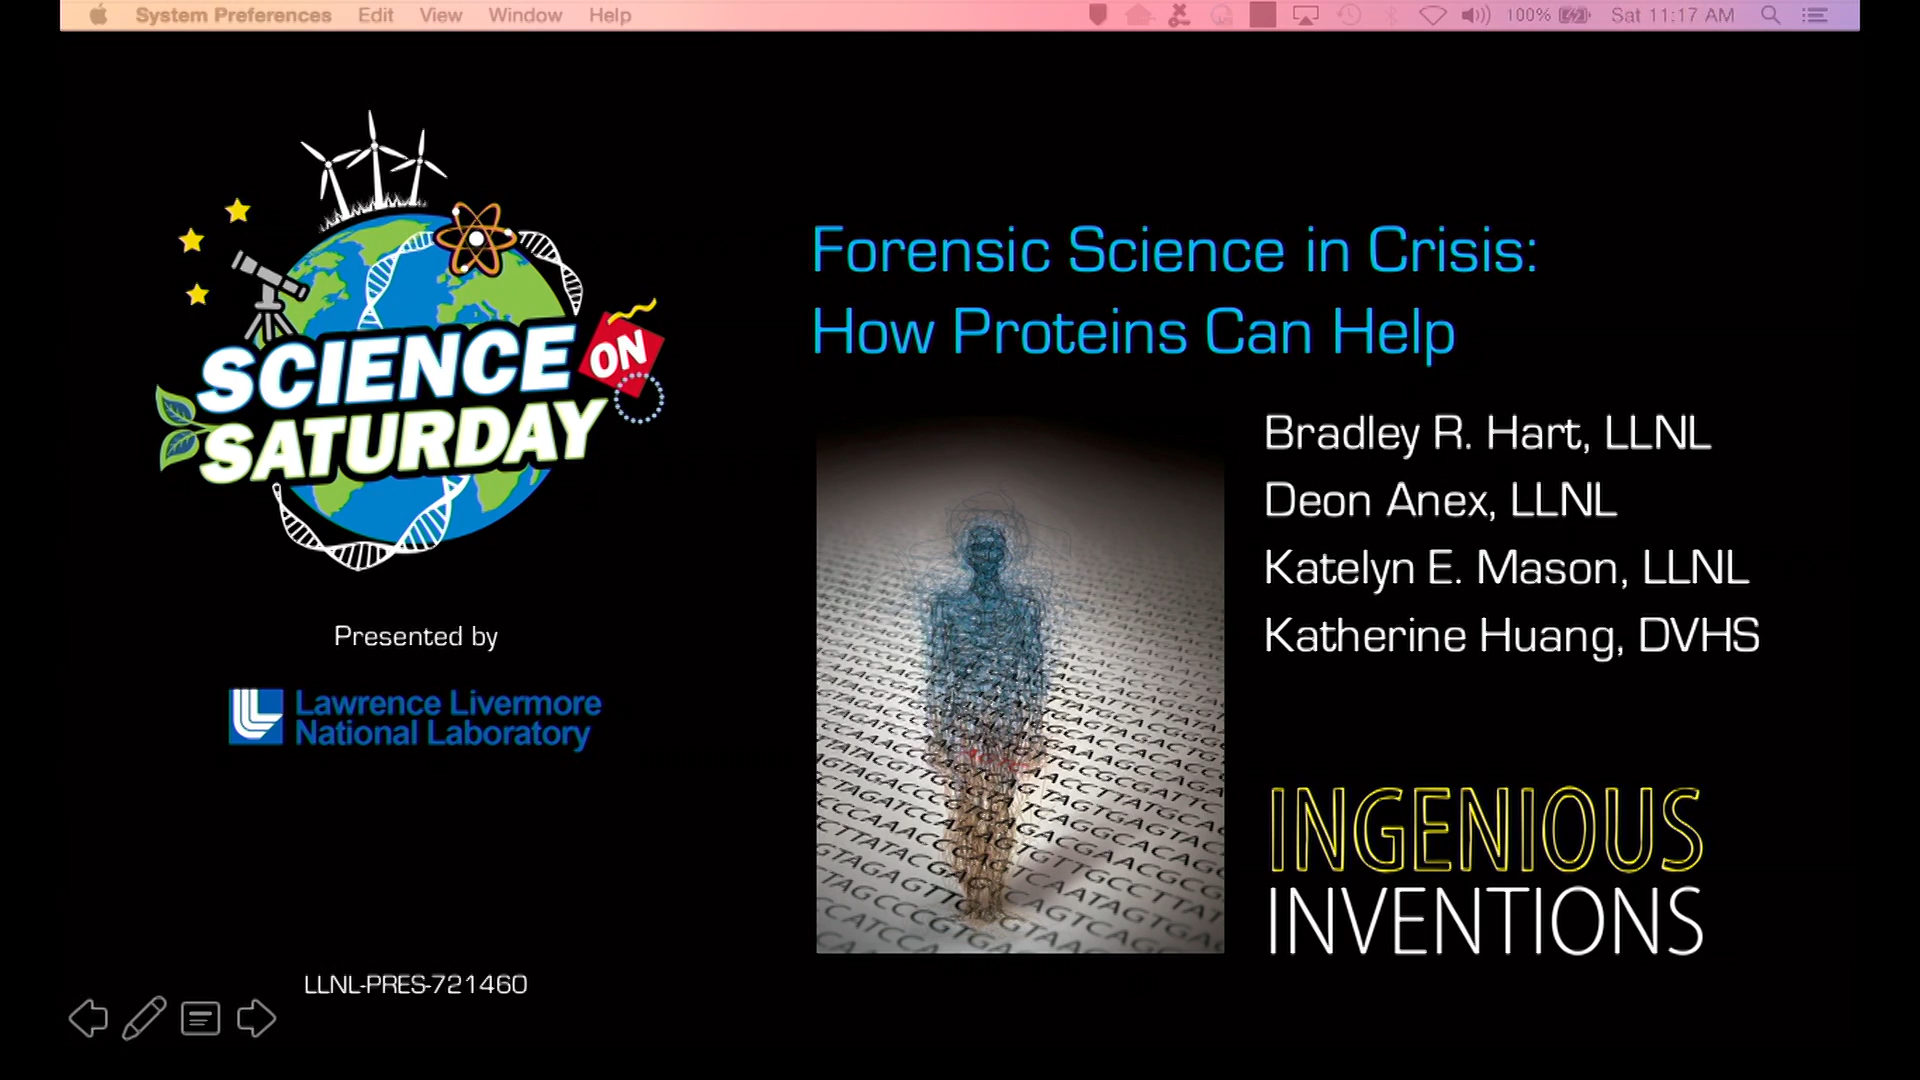 System Preferences Edit View Window Help
100% Sat 11:17 AM
SCIENCE ON
SATURDAY
Presented by
Lawrence Livermore
National Laboratory
LLNL-PRES-721460
Forensic Science in Crisis:
How Proteins Can Help
Bradley R. Hart, LLNL
Deon Anex, LLNL
Katelyn E. Mason, LLNL
Katherine Huang, DVHS
INGENIOUS
INVENTIONS